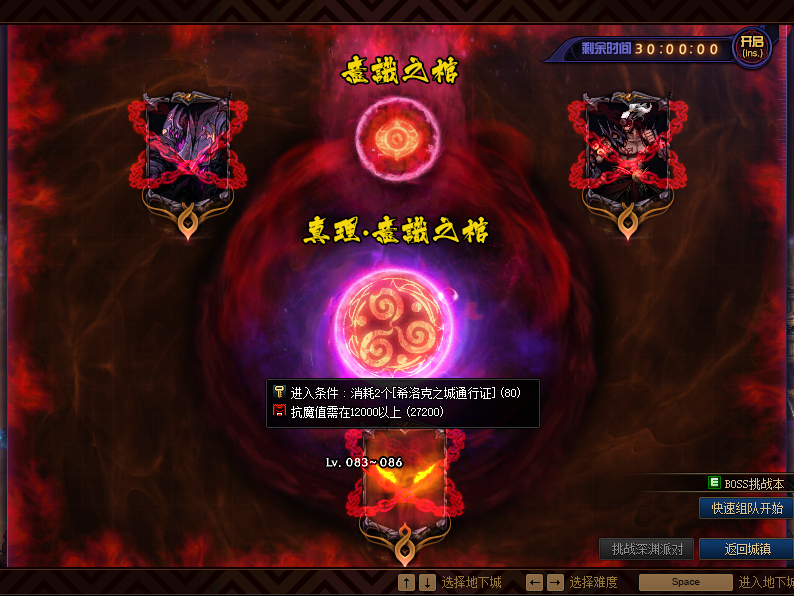 剩余时间 30:00:00
开启
(Ins.)
意識之棺
真理·意識之棺
进入条件：消耗2个[希洛克之城通行证] (80)
抗魔值需在12000以上 (27200)
Lv. 083~086
E BOSS挑战本
快速组队开始
挑战深渊派对
返回城镇
↑ ↓ 选择地下城 ← → 选择难度 Space 进入地下城